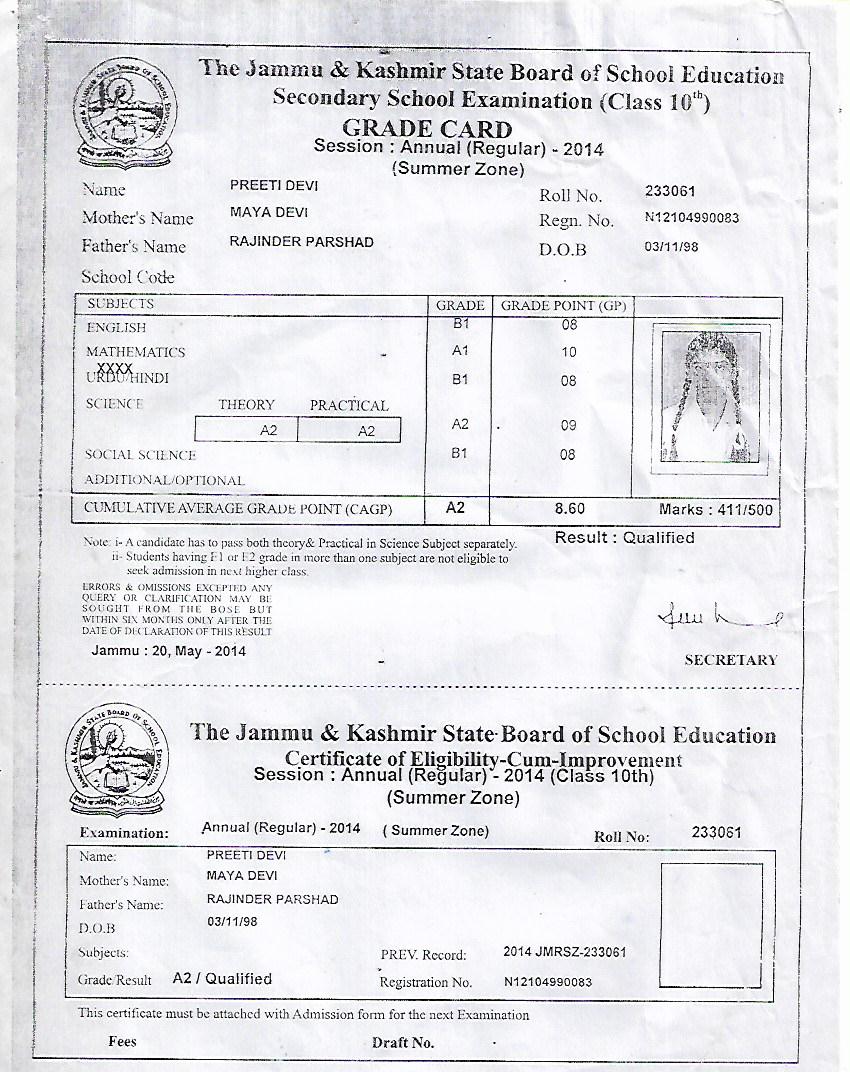 The Jammu & Kashmir State Board of School Education
Secondary School Examination (Class 10th)
GRADE CARD
Session : Annual (Regular) - 2014
(Summer Zone)
Name PREETI DEVI Roll No. 233061
Mother's Name MAYA DEVI Regn. No. N12104990083
Father's Name RAJINDER PARSHAD D.O.B 03/11/98
School Code
SUBJECTS GRADE GRADE POINT (GP)
ENGLISH B1 08
MATHEMATICS A1 10
XXXX
URDU/HINDI B1 08
SCIENCE THEORY PRACTICAL
A2 A2 A2 09
SOCIAL SCIENCE B1 08
ADDITIONAL/OPTIONAL
CUMULATIVE AVERAGE GRADE POINT (CAGP) A2 8.60 Marks : 411/500
Result : Qualified
Note: i- A candidate has to pass both theory& Practical in Science Subject separately.
ii- Students having E1 or E2 grade in more than one subject are not eligible to
seek admission in next higher class.
ERRORS & OMISSIONS EXCEPTED ANY
QUERY OR CLARIFICATION MAY BE
SOUGHT FROM THE BOSE BUT
WITHIN SIX MONTHS ONLY AFTER THE
DATE OF DECLARATION OF THIS RESULT
Jammu : 20, May - 2014
SECRETARY
The Jammu & Kashmir State Board of School Education
Certificate of Eligibility-Cum-Improvement
Session : Annual (Regular) - 2014 (Class 10th)
(Summer Zone)
Examination: Annual (Regular) - 2014 ( Summer Zone) Roll No: 233061
Name: PREETI DEVI
Mother's Name: MAYA DEVI
Father's Name: RAJINDER PARSHAD
D.O.B 03/11/98
Subjects: PREV. Record: 2014 JMRSZ-233061
Grade/Result A2 / Qualified Registration No. N12104990083
This certificate must be attached with Admission form for the next Examination
Fees Draft No.